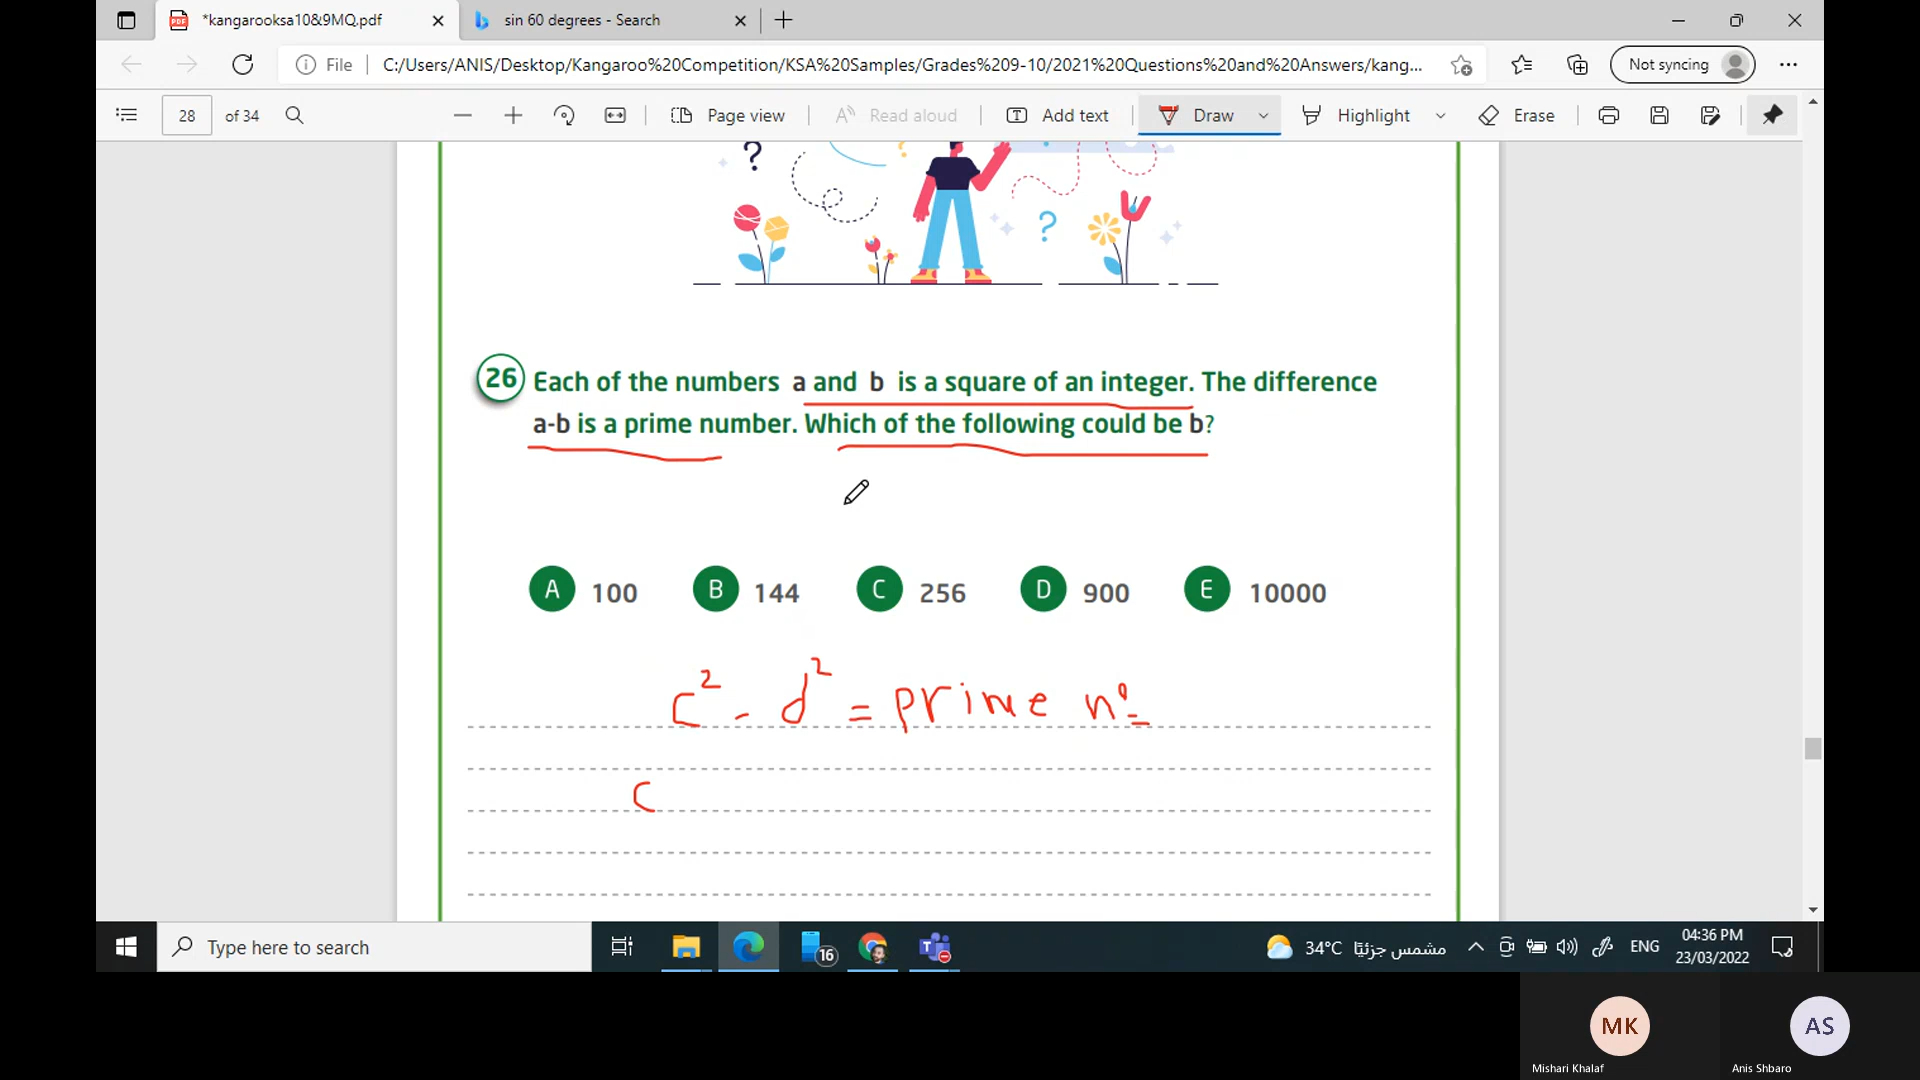 *kangarooksa10&9MQ.pdf
sin 60 degrees - Search
File
C:/Users/ANIS/Desktop/Kangaroo%20Competition/KSA%20Samples/Grades%209-10/2021%20Questions%20and%20Answers/kang...
Not syncing
28 of 34
Page view
Read aloud
Add text
Draw
Highlight
Erase
? ? ? ?
26 Each of the numbers a and b is a square of an integer. The difference
a-b is a prime number. Which of the following could be b?
A 100 B 144 C 256 D 900 E 10000
c² - d² = prime nº
c
Type here to search
16
34°C مشمس جزئيًا
ENG
04:36 PM
23/03/2022
MK
AS
Mishari Khalaf
Anis Shbaro